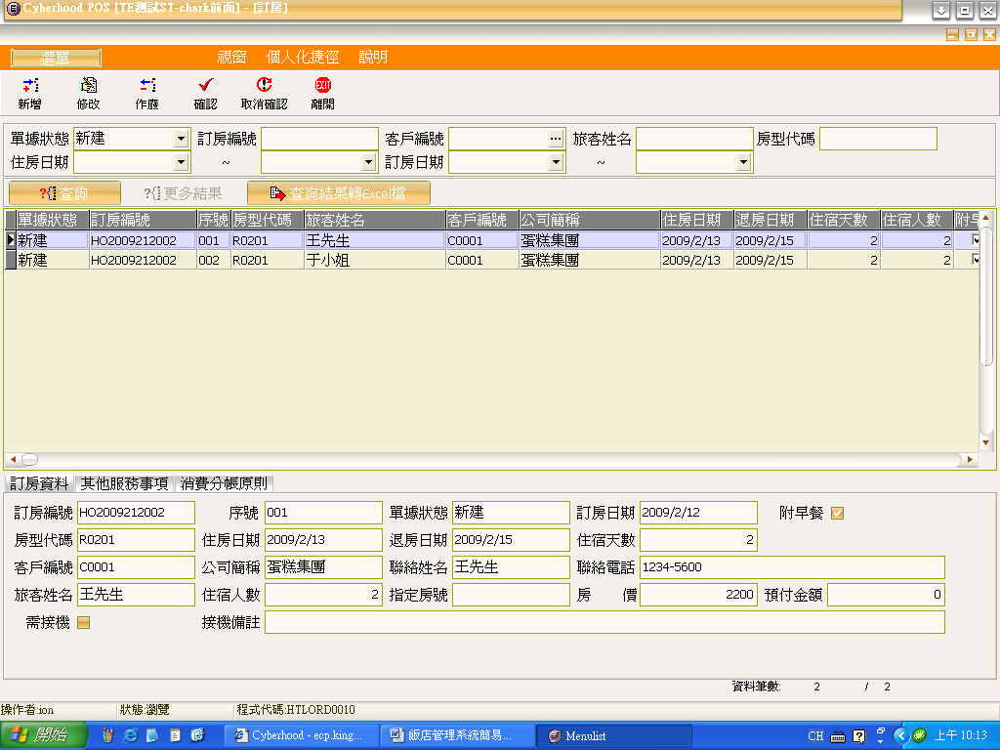 Cyberhood POS [TE測試ST-chark前面] - [訂房]
選單 視窗 個人化捷徑 說明
新增 修改 作廢 確認 取消確認 EXIT 離開
單據狀態 新建 訂房編號 客戶編號 ... 旅客姓名 房型代碼
住房日期 ~ 訂房日期 ~
?{ 查詢 ?{ 更多結果 查詢結果轉Excel檔
單據狀態 訂房編號 序號 房型代碼 旅客姓名 客戶編號 公司簡稱 住房日期 退房日期 住宿天數 住宿人數 附早
新建 HO2009212002 001 R0201 王先生 C0001 蛋糕集團 2009/2/13 2009/2/15 2 2
新建 HO2009212002 002 R0201 于小姐 C0001 蛋糕集團 2009/2/13 2009/2/15 2 2
訂房資料 其他服務事項 消費分帳原則
訂房編號 HO2009212002 序號 001 單據狀態 新建 訂房日期 2009/2/12 附早餐
房型代碼 R0201 住房日期 2009/2/13 退房日期 2009/2/15 住宿天數 2
客戶編號 C0001 公司簡稱 蛋糕集團 聯絡姓名 王先生 聯絡電話 1234-5600
旅客姓名 王先生 住宿人數 2 指定房號 房 價 2200 預付金額 0
需接機 接機備註
資料筆數: 2 / 2
操作者:ion 狀態:瀏覽 程式代碼:HTLORD0010
開始 Cyberhood - ecp king... 飯店管理系統簡易... Menulist CH 上午 10:13